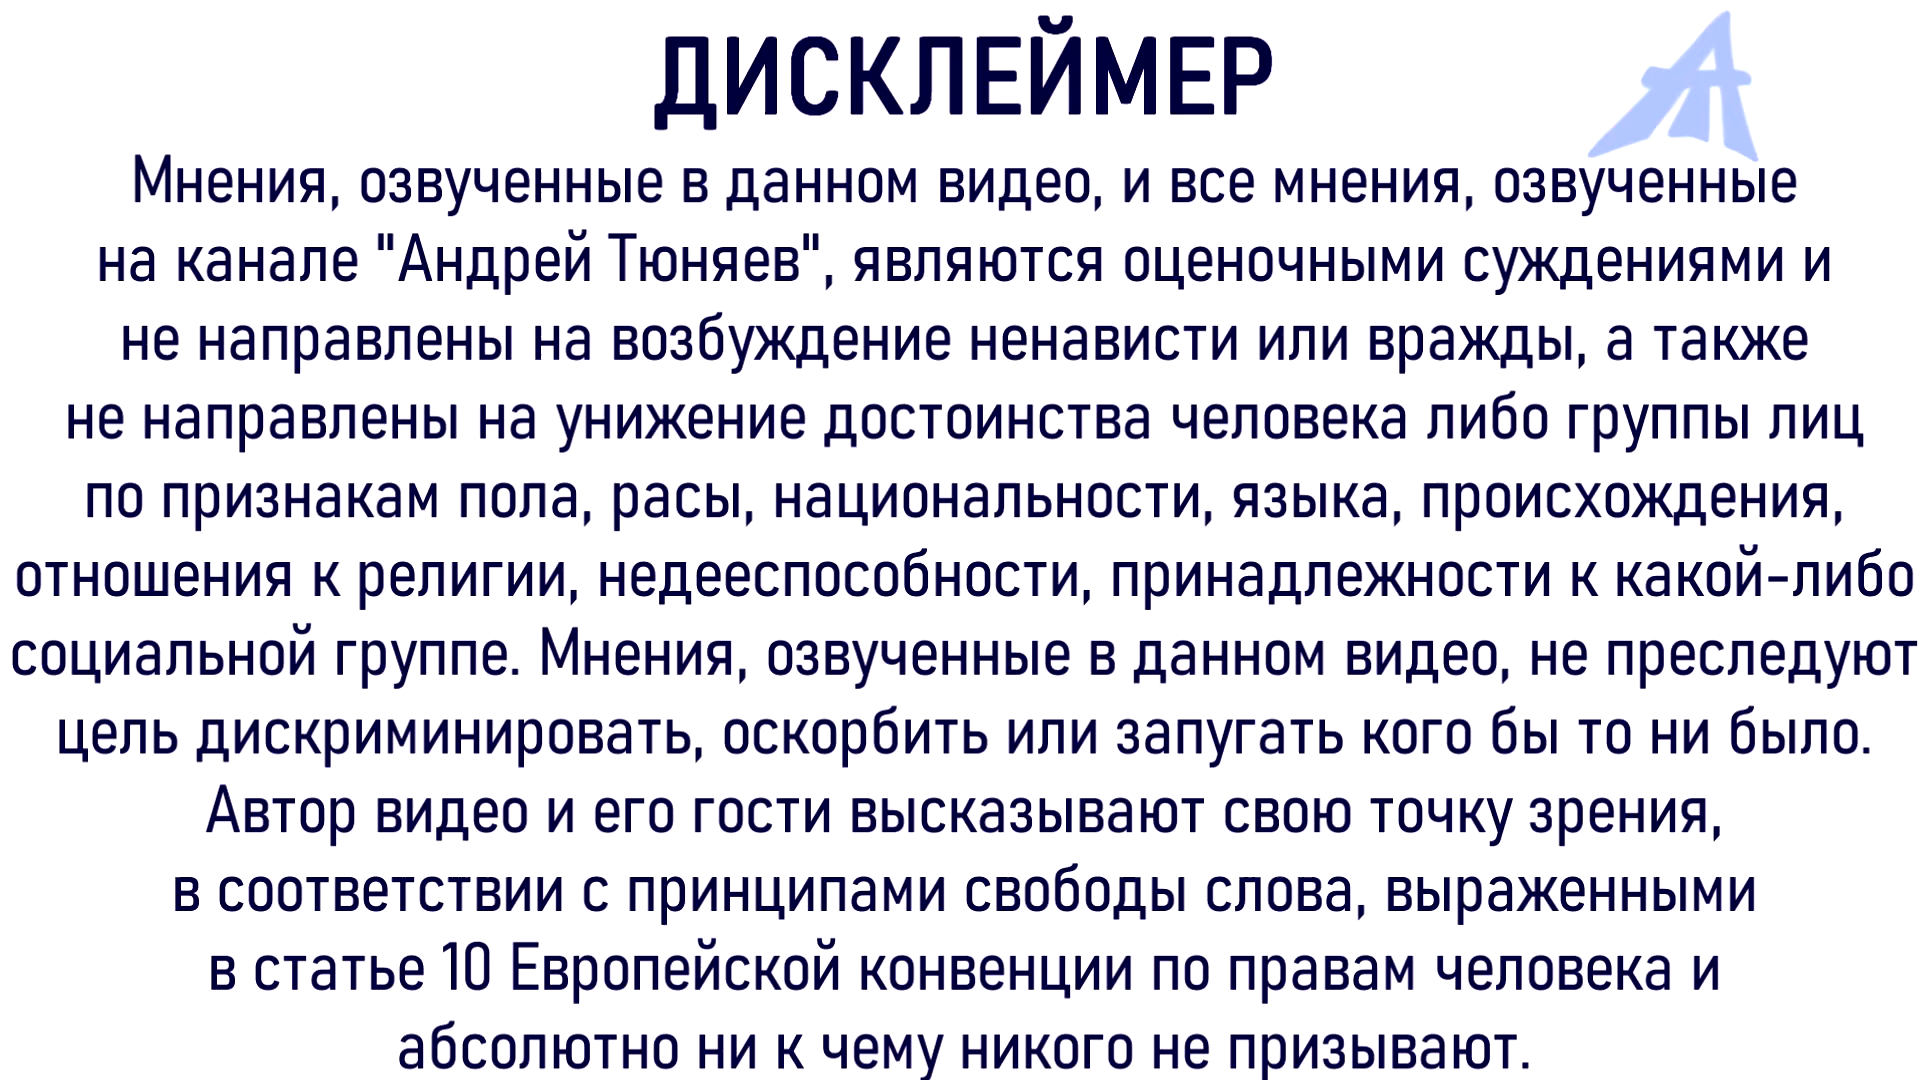 ДИСКЛЕЙМЕР
Мнения, озвученные в данном видео, и все мнения, озвученные
на канале "Андрей Тюняев", являются оценочными суждениями и
не направлены на возбуждение ненависти или вражды, а также
не направлены на унижение достоинства человека либо группы лиц
по признакам пола, расы, национальности, языка, происхождения,
отношения к религии, недееспособности, принадлежности к какой-либо
социальной группе. Мнения, озвученные в данном видео, не преследуют
цель дискриминировать, оскорбить или запугать кого бы то ни было.
Автор видео и его гости высказывают свою точку зрения,
в соответствии с принципами свободы слова, выраженными
в статье 10 Европейской конвенции по правам человека и
абсолютно ни к чему никого не призывают.